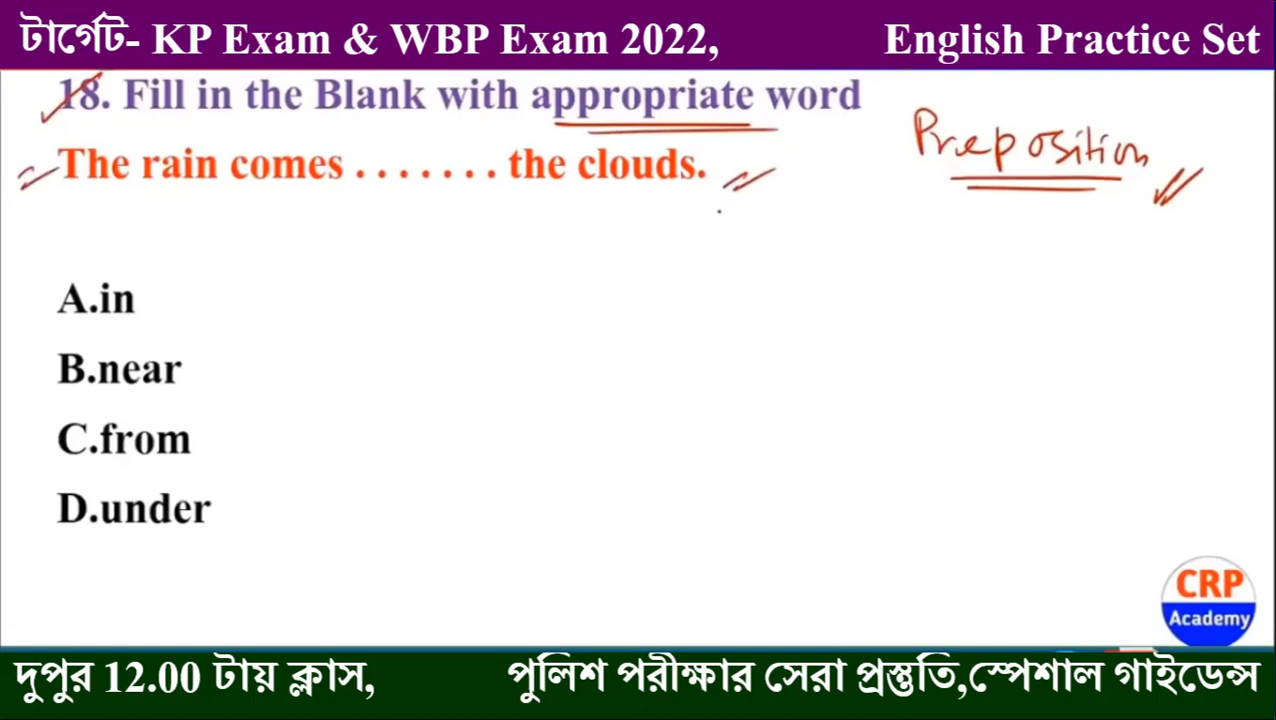 টার্গেট- KP Exam & WBP Exam 2022, English Practice Set
18. Fill in the Blank with appropriate word
Preposition
The rain comes . . . . . . . the clouds.
A.in
B.near
C.from
D.under
CRP
Academy
দুপুর 12.00 টায় ক্লাস, পুলিশ পরীক্ষার সেরা প্রস্তুতি,স্পেশাল গাইডেন্স